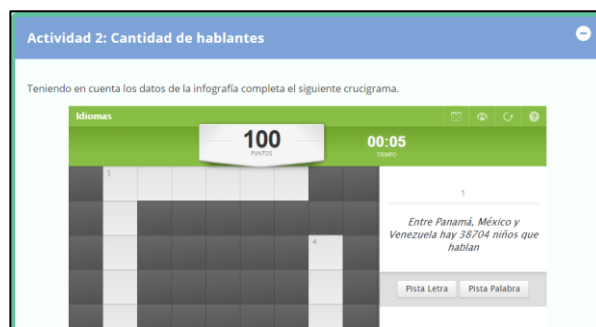 Actividad 2: Cantidad de hablantes
Teniendo en cuenta los datos de la infografía completa el siguiente crucigrama.
Idiomas
100
PUNTOS
00:05
TIEMPO
3
4
1
Entre Panamá, México y
Venezuela hay 38704 niños que
hablan
Pista Letra Pista Palabra